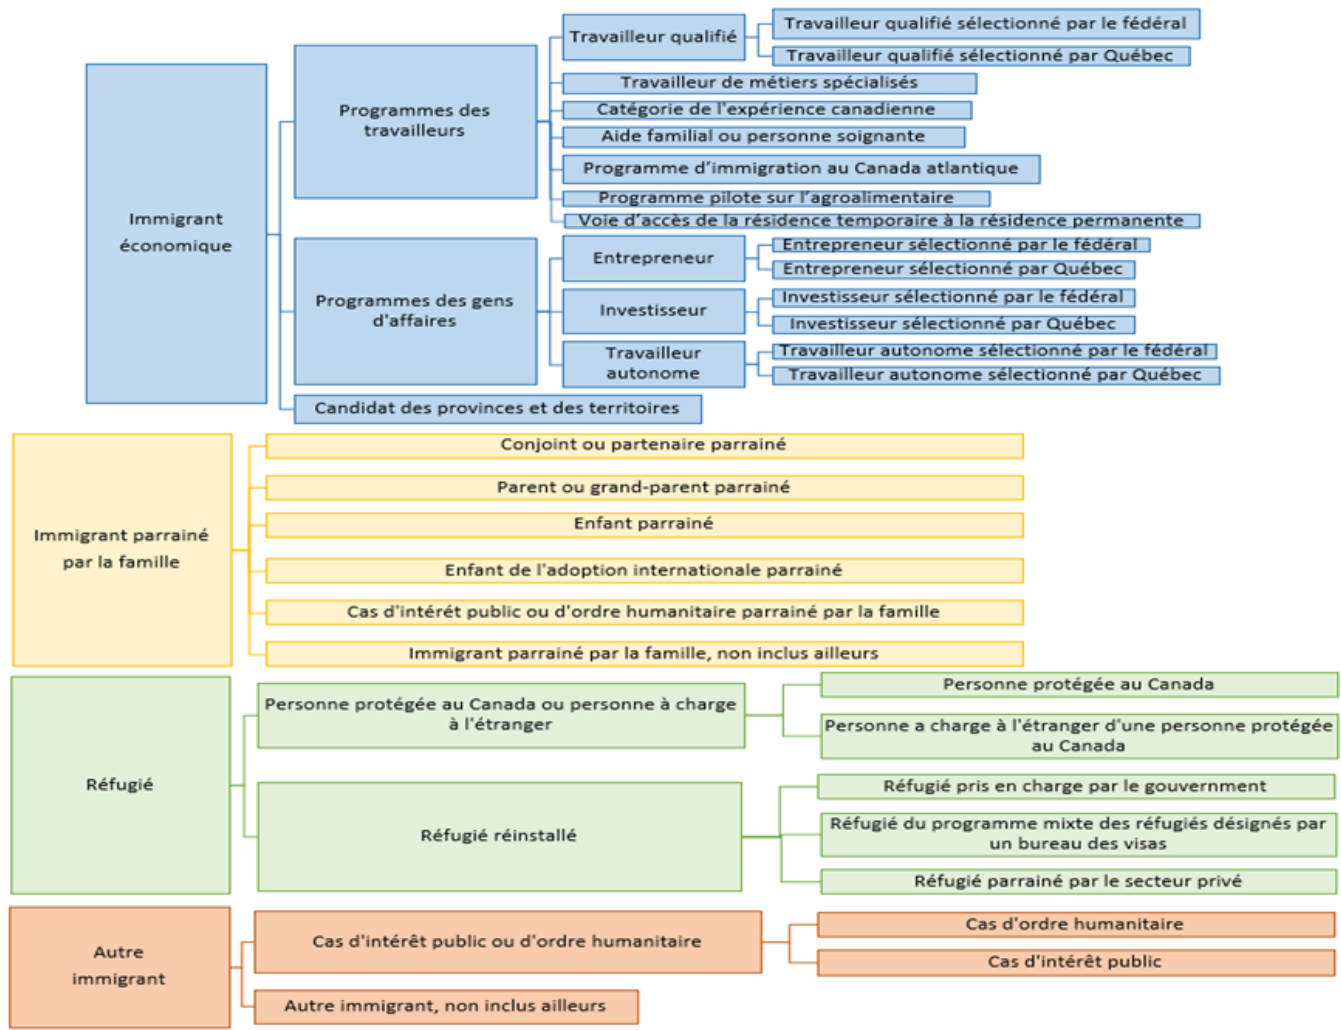 Immigrant
économique
Programmes des
travailleurs
Travailleur qualifié
Travailleur qualifié sélectionné par le fédéral
Travailleur qualifié sélectionné par Québec
Travailleur de métiers spécialisés
Catégorie de l'expérience canadienne
Aide familial ou personne soignante
Programme d’immigration au Canada atlantique
Programme pilote sur l’agroalimentaire
Voie d’accès de la résidence temporaire à la résidence permanente
Programmes des gens
d'affaires
Entrepreneur
Entrepreneur sélectionné par le fédéral
Entrepreneur sélectionné par Québec
Investisseur
Investisseur sélectionné par le fédéral
Investisseur sélectionné par Québec
Travailleur
autonome
Travailleur autonome sélectionné par le fédéral
Travailleur autonome sélectionné par Québec
Candidat des provinces et des territoires
Immigrant parrainé
par la famille
Conjoint ou partenaire parrainé
Parent ou grand-parent parrainé
Enfant parrainé
Enfant de l'adoption internationale parrainé
Cas d'intérét public ou d'ordre humanitaire parrainé par la famille
Immigrant parrainé par la famille, non inclus ailleurs
Réfugié
Personne protégée au Canada ou personne à charge
à l'étranger
Personne protégée au Canada
Personne a charge à l'étranger d'une personne protégée
au Canada
Réfugié réinstallé
Réfugié pris en charge par le gouvernment
Réfugié du programme mixte des réfugiés désignés par
un bureau des visas
Réfugié parrainé par le secteur privé
Autre
immigrant
Cas d'intérêt public ou d'ordre humanitaire
Cas d'ordre humanitaire
Cas d'intérêt public
Autre immigrant, non inclus ailleurs